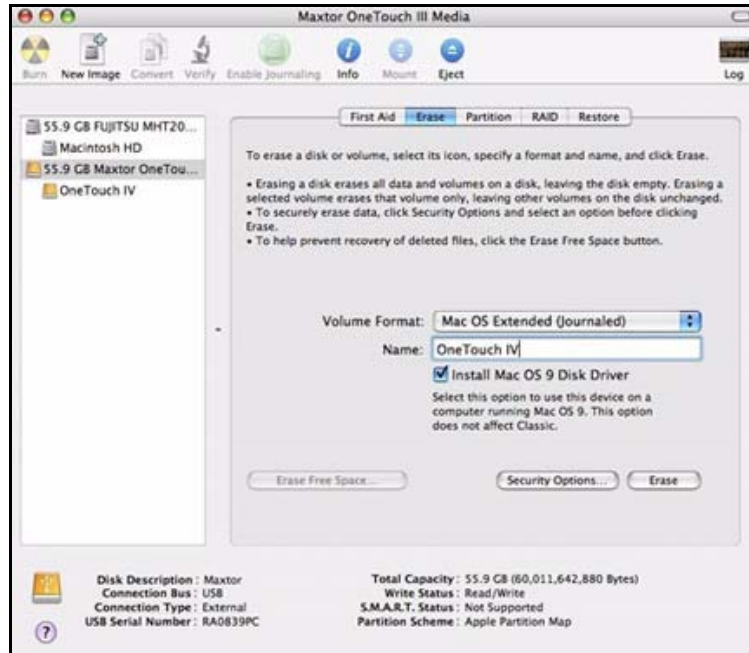 Maxtor OneTouch III Media
Burn New Image Convert Verify Enable Journaling Info Mount Eject Log
55.9 GB FUJITSU MHT20...
Macintosh HD
55.9 GB Maxtor OneTou...
OneTouch IV
First Aid Erase Partition RAID Restore
To erase a disk or volume, select its icon, specify a format and name, and click Erase.
• Erasing a disk erases all data and volumes on a disk, leaving the disk empty. Erasing a
selected volume erases that volume only, leaving other volumes on the disk unchanged.
• To securely erase data, click Security Options and select an option before clicking
Erase.
• To help prevent recovery of deleted files, click the Erase Free Space button.
Volume Format: Mac OS Extended (Journaled)
Name: OneTouch IV
Install Mac OS 9 Disk Driver
Select this option to use this device on a
computer running Mac OS 9. This option
does not affect Classic.
Erase Free Space... Security Options... Erase
Disk Description : Maxtor
Connection Bus : USB
Connection Type : External
USB Serial Number : RA0839PC
Total Capacity : 55.9 GB (60,011,642,880 Bytes)
Write Status : Read/Write
S.M.A.R.T. Status : Not Supported
Partition Scheme : Apple Partition Map
?